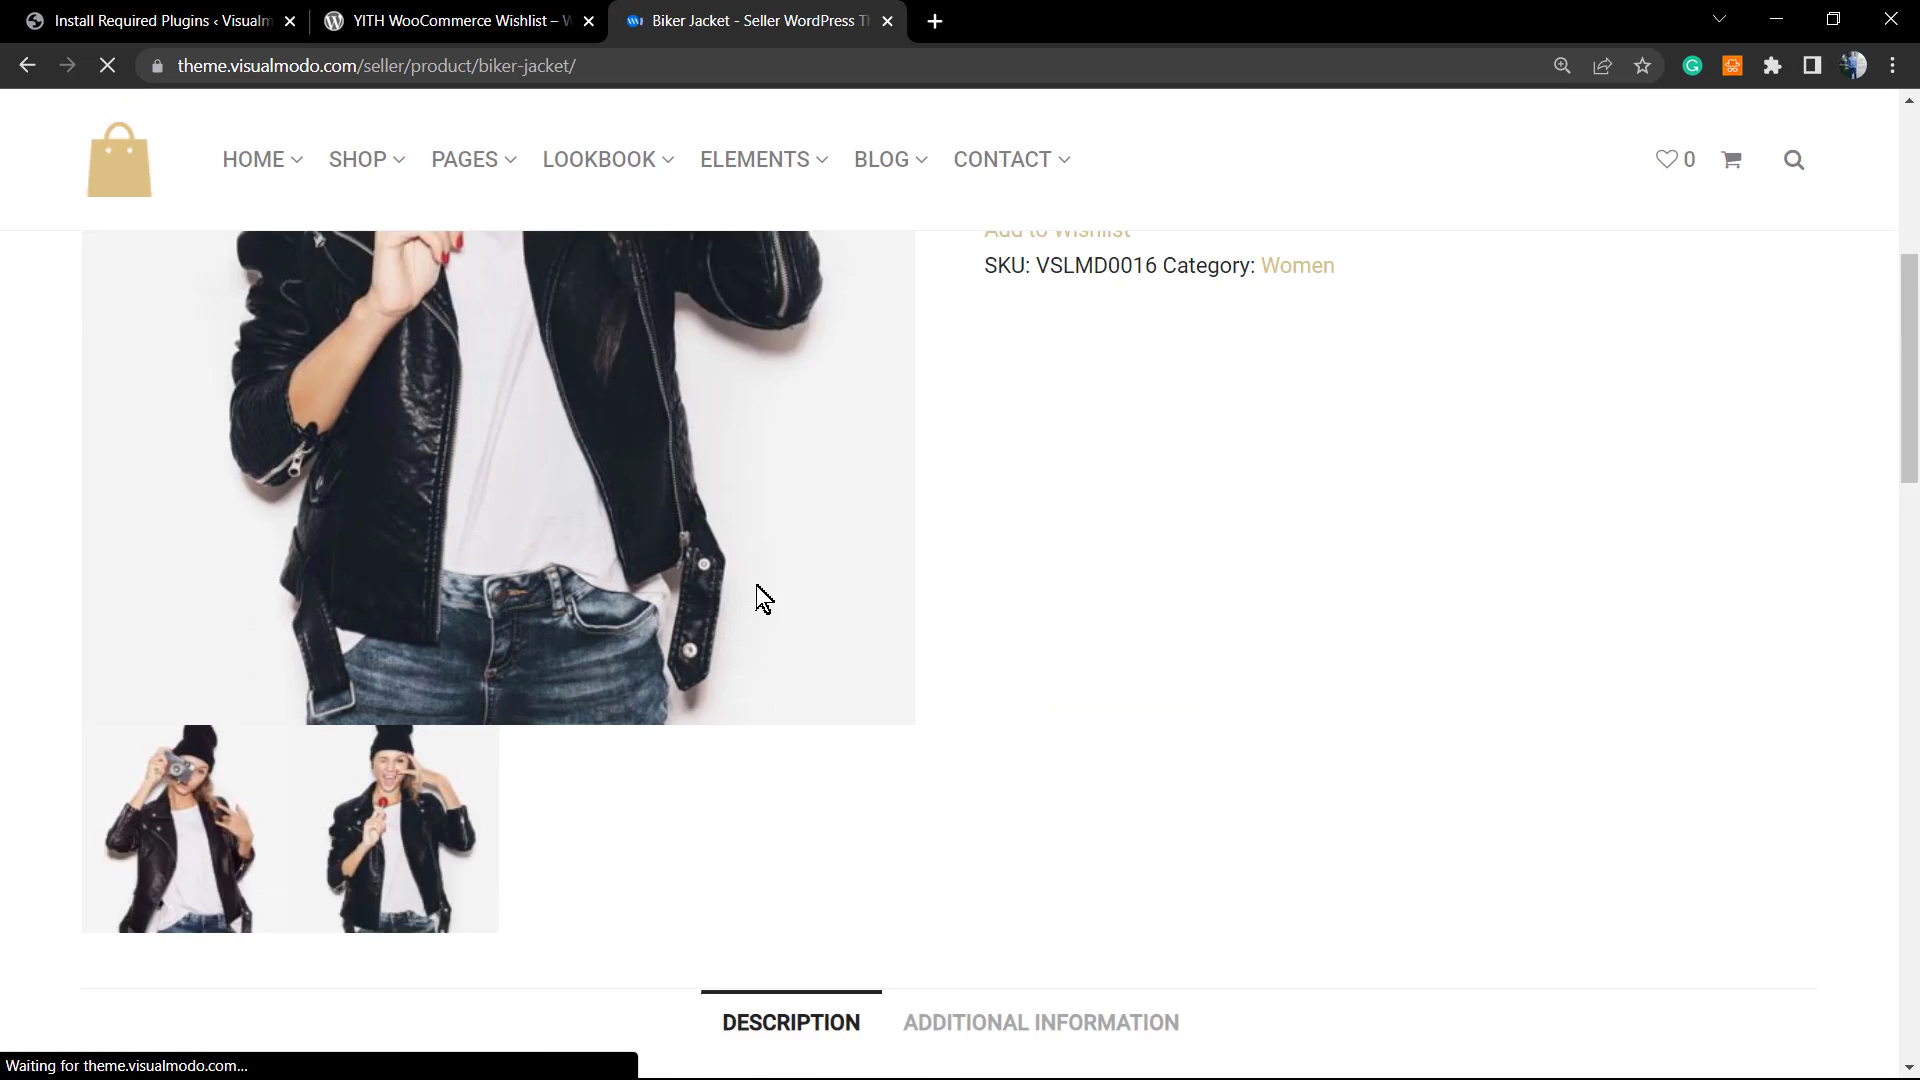 Install Required Plugins ‹ Visualm
YITH WooCommerce Wishlist – W
Biker Jacket - Seller WordPress Th
theme.visualmodo.com/seller/product/biker-jacket/
HOME SHOP PAGES LOOKBOOK ELEMENTS BLOG CONTACT
0
Add to Wishlist
SKU: VSLMD0016 Category: Women
DESCRIPTION ADDITIONAL INFORMATION
Waiting for theme.visualmodo.com...